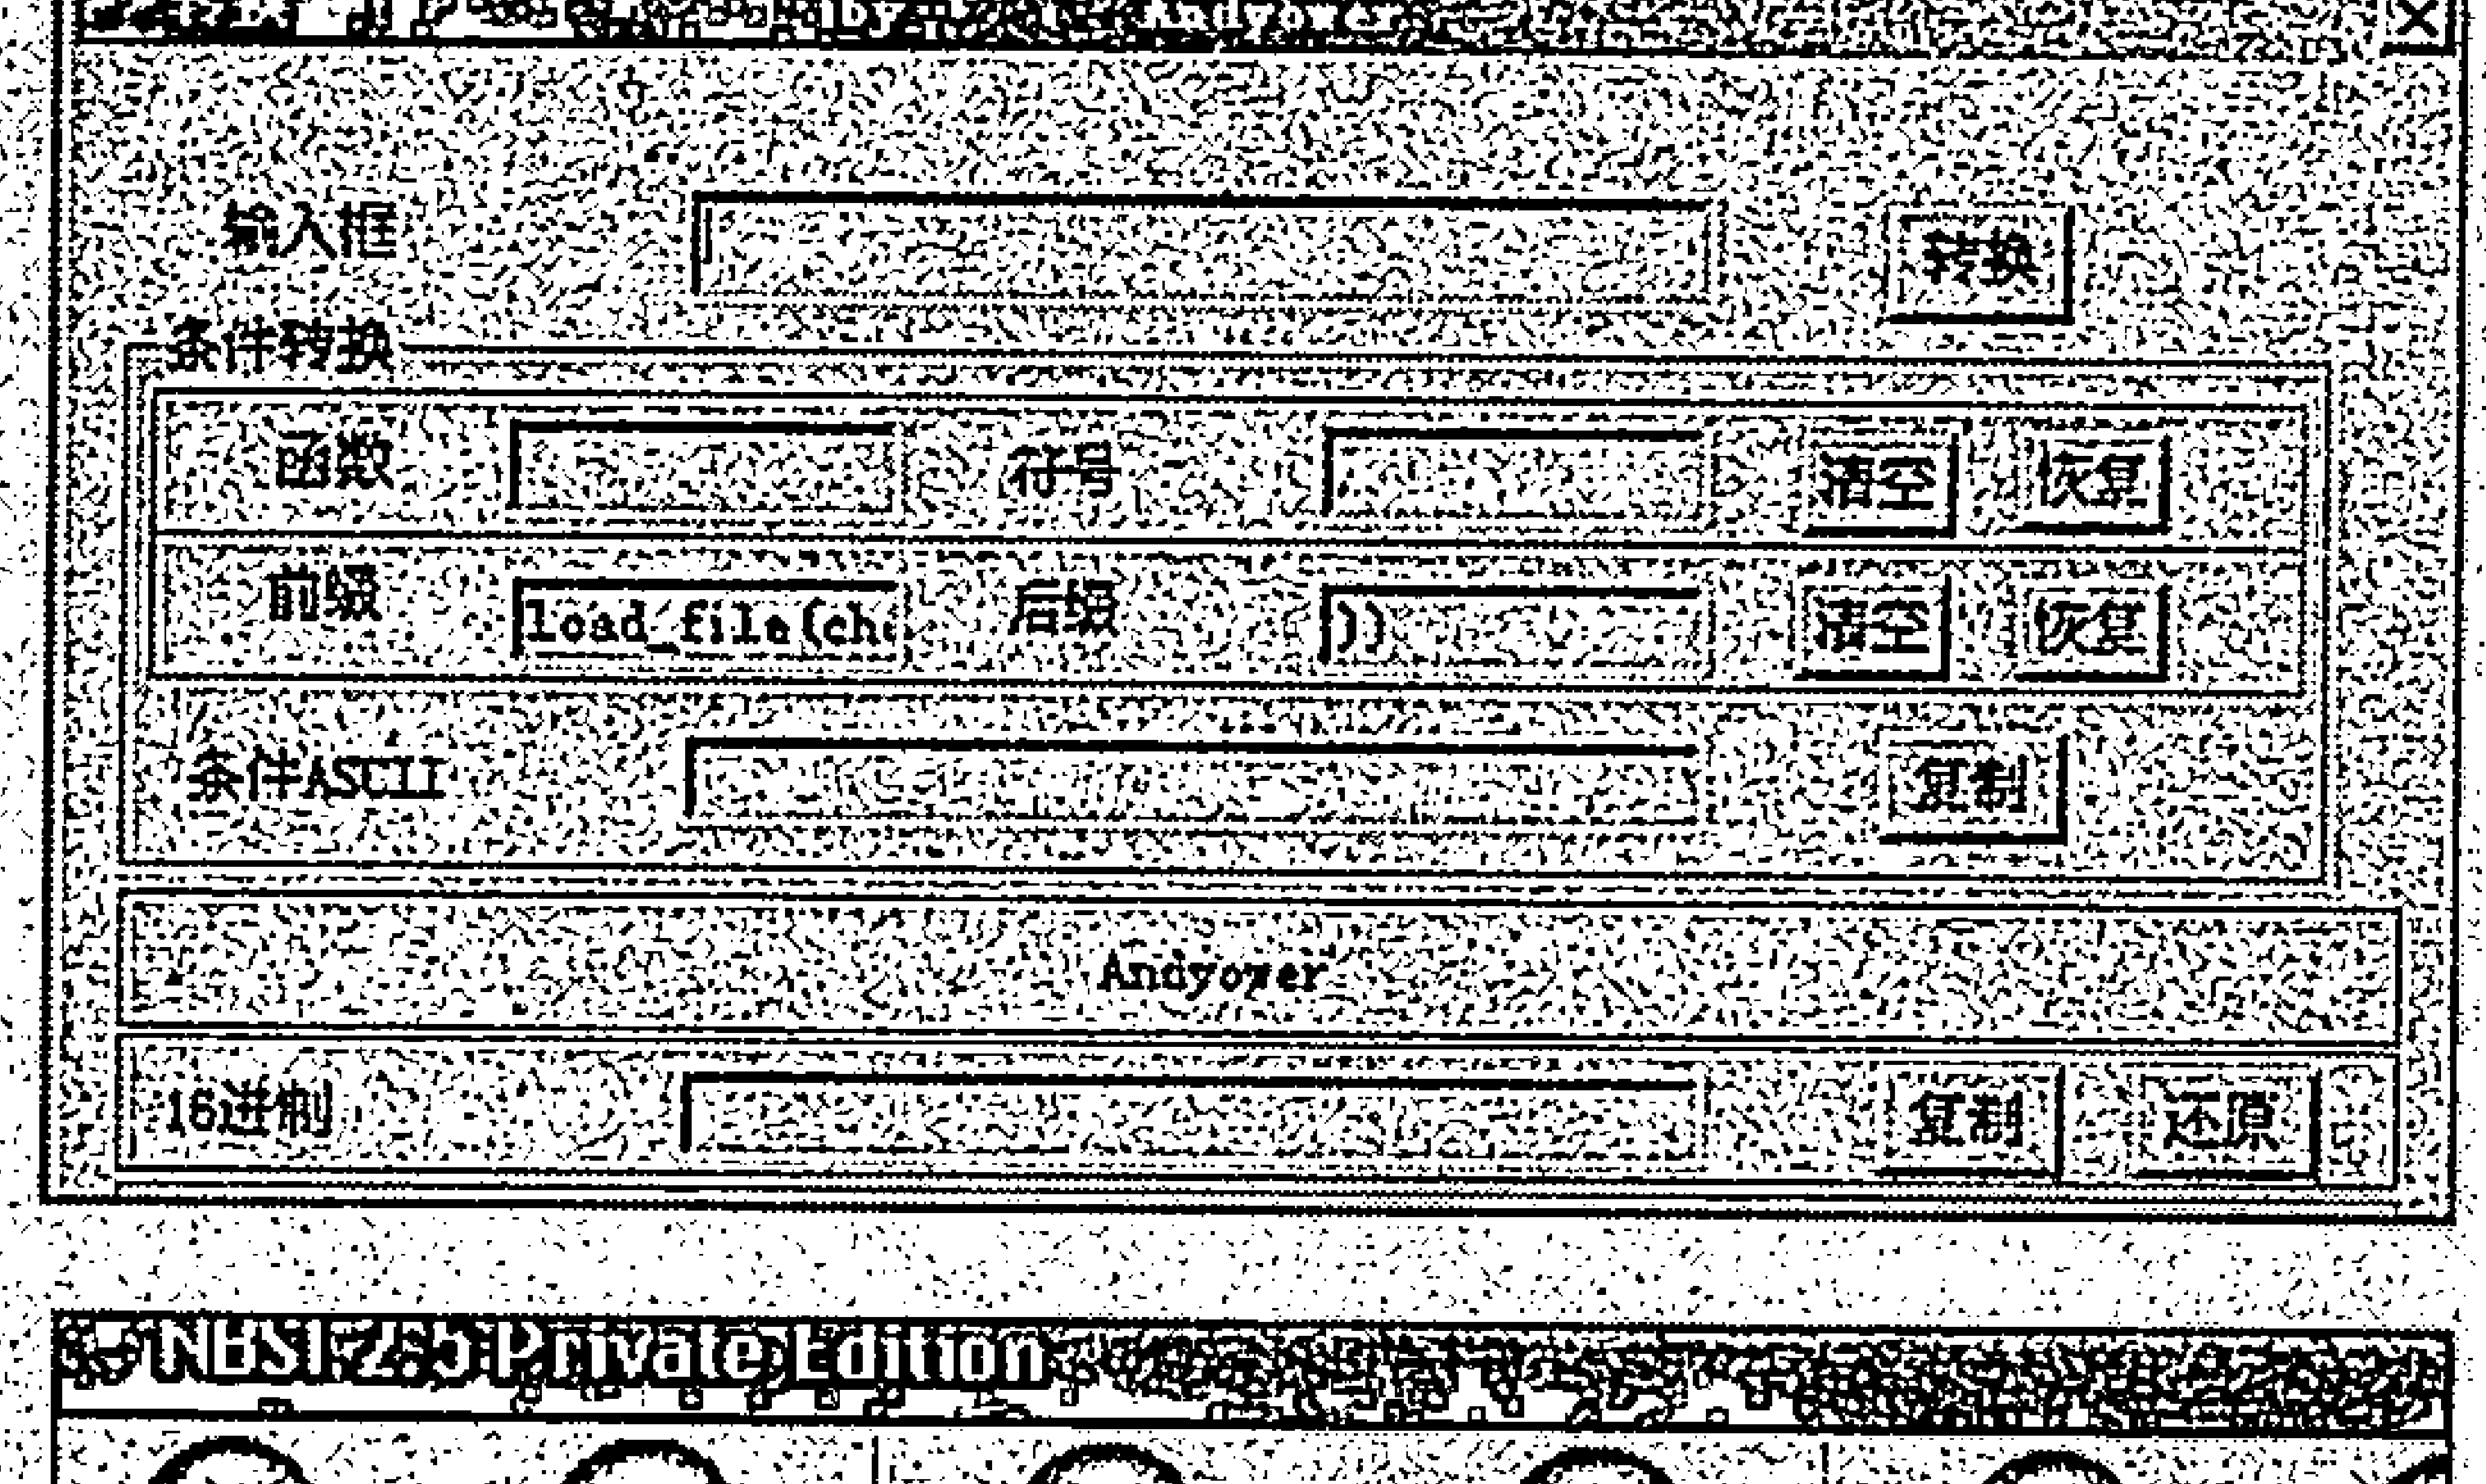 输入框 转换
条件转换
函数 符号 清空 恢复
前缀 load_file(ch 后缀 )) 清空 恢复
条件ASCII 复制
Andyower
16进制 复制 还原
NBSI 2.5 Private Edition